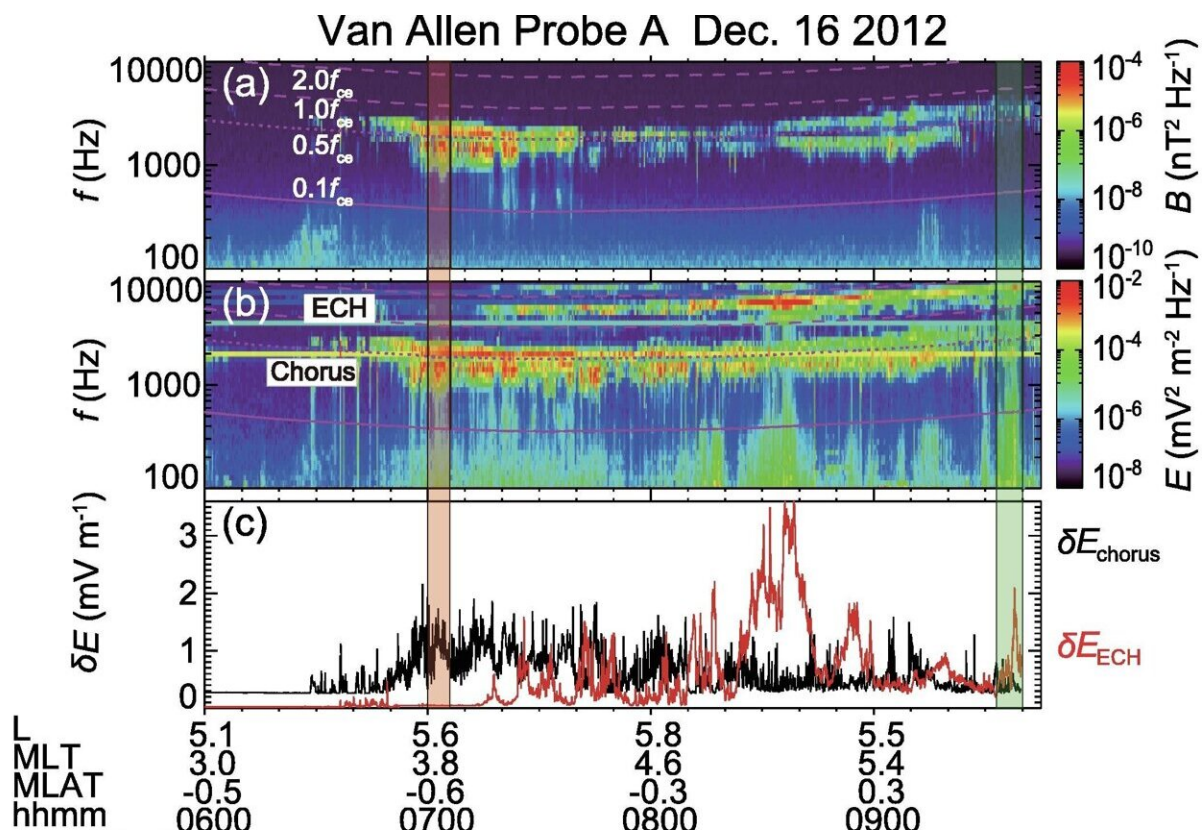 Van Allen Probe A Dec. 16 2012
(a)
10000
1000
100
f (Hz)
2.0fce
1.0fce
0.5fce
0.1fce
10-4
10-6
10-8
10-10
B (nT2 Hz-1)
(b)
10000
1000
100
f (Hz)
ECH
Chorus
10-2
10-4
10-6
10-8
E (mV2 m-2 Hz-1)
(c)
3
2
1
0
δE (mV m-1)
δEchorus
δEECH
L 5.1 5.6 5.8 5.5
MLT 3.0 3.8 4.6 5.4
MLAT -0.5 -0.6 -0.3 0.3
hhmm 0600 0700 0800 0900